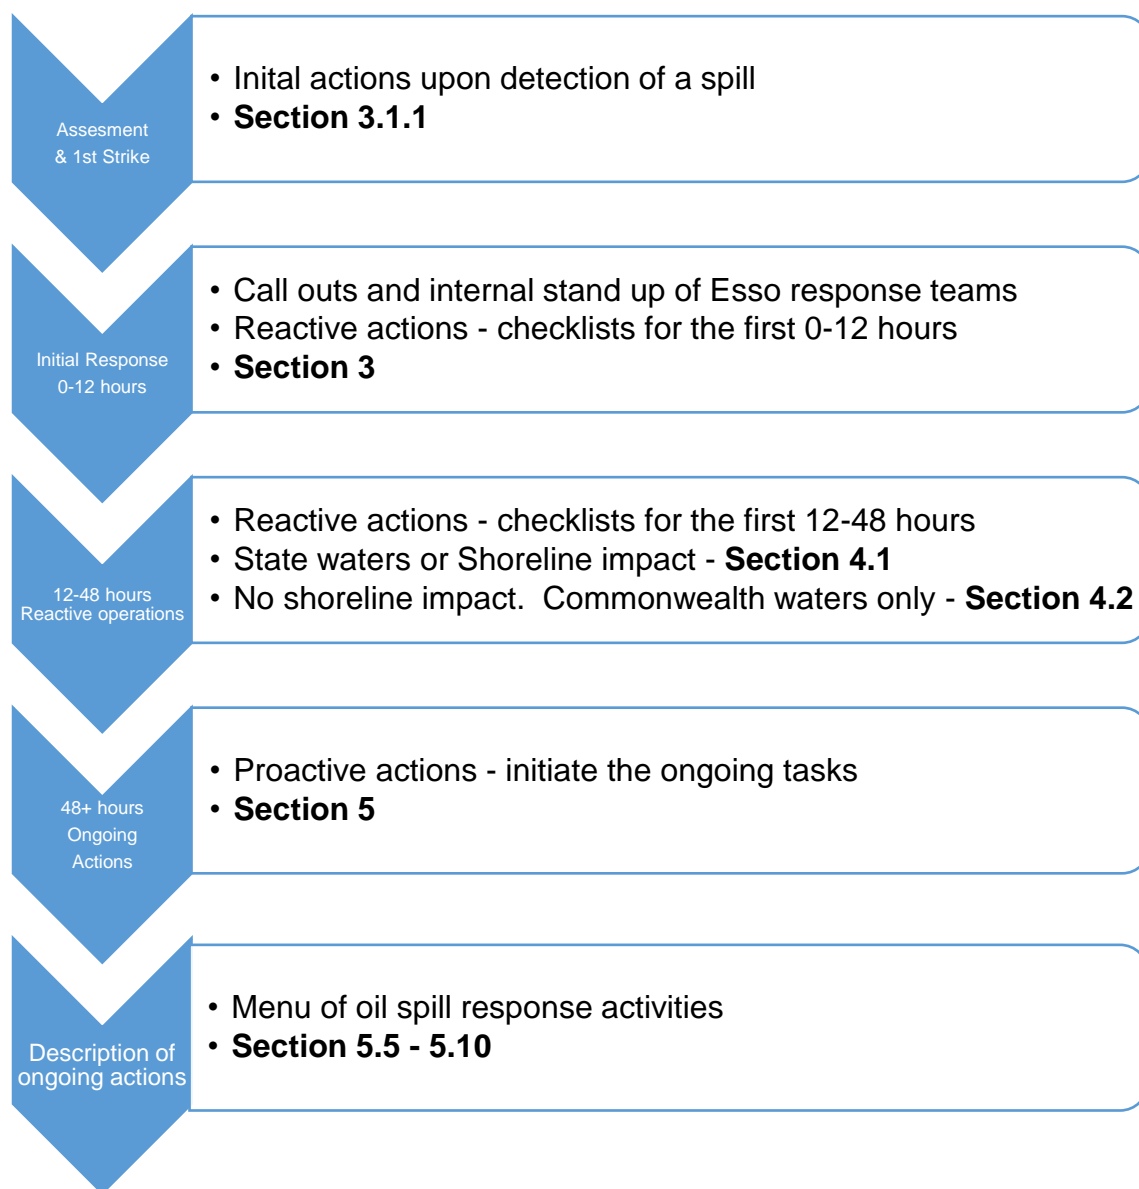 Assesment
& 1st Strike
• Inital actions upon detection of a spill
• Section 3.1.1
Initial Response
0-12 hours
• Call outs and internal stand up of Esso response teams
• Reactive actions - checklists for the first 0-12 hours
• Section 3
12-48 hours
Reactive operations
• Reactive actions - checklists for the first 12-48 hours
• State waters or Shoreline impact - Section 4.1
• No shoreline impact.  Commonwealth waters only - Section 4.2
48+ hours
Ongoing
Actions
• Proactive actions - initiate the ongoing tasks
• Section 5
Description of
ongoing actions
• Menu of oil spill response activities
• Section 5.5 - 5.10